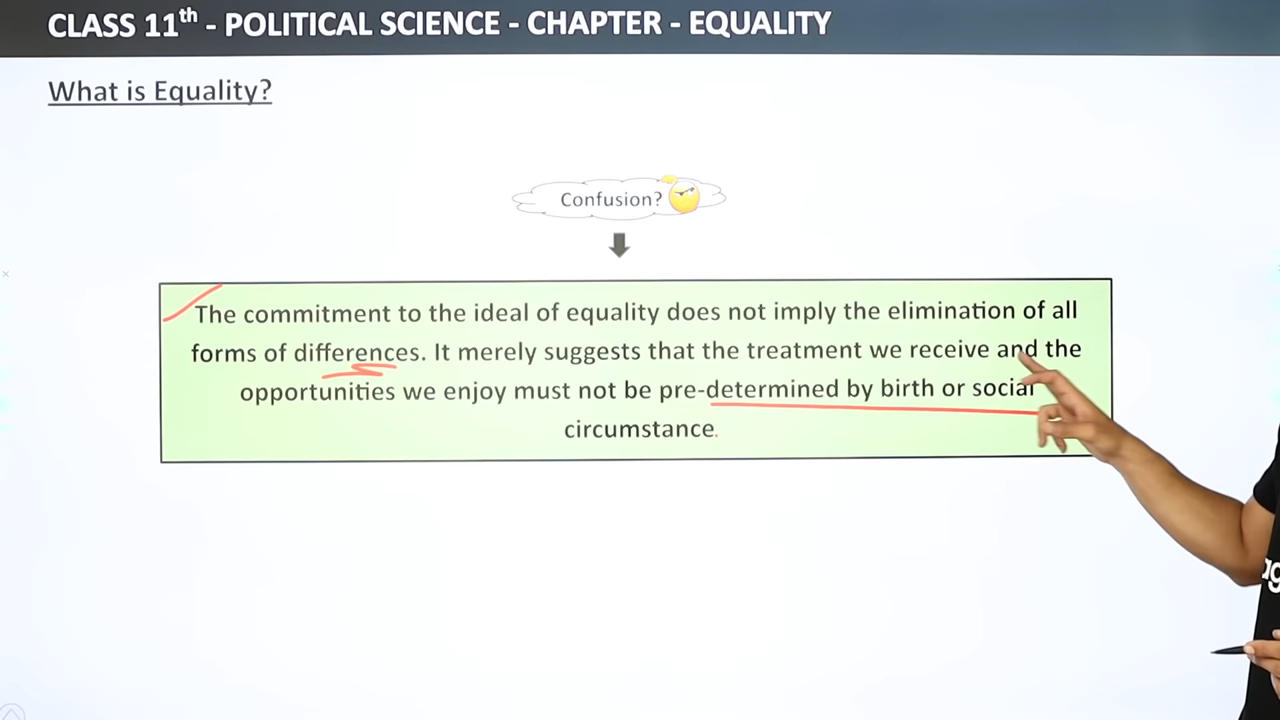 CLASS 11th - POLITICAL SCIENCE - CHAPTER - EQUALITY
What is Equality?
Confusion?
The commitment to the ideal of equality does not imply the elimination of all
forms of differences. It merely suggests that the treatment we receive and the
opportunities we enjoy must not be pre-determined by birth or social
circumstance.